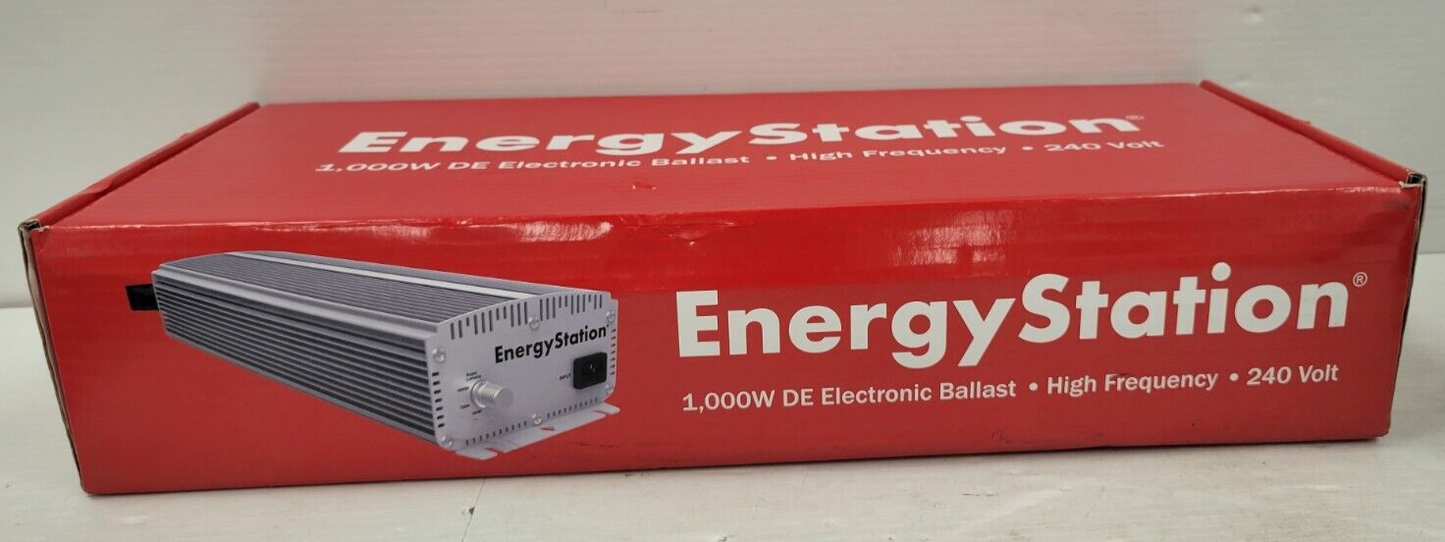 EnergyStation®
1,000W DE Electronic Ballast • High Frequency • 240 Volt
EnergyStation
INPUT
EnergyStation®
1,000W DE Electronic Ballast • High Frequency • 240 Volt